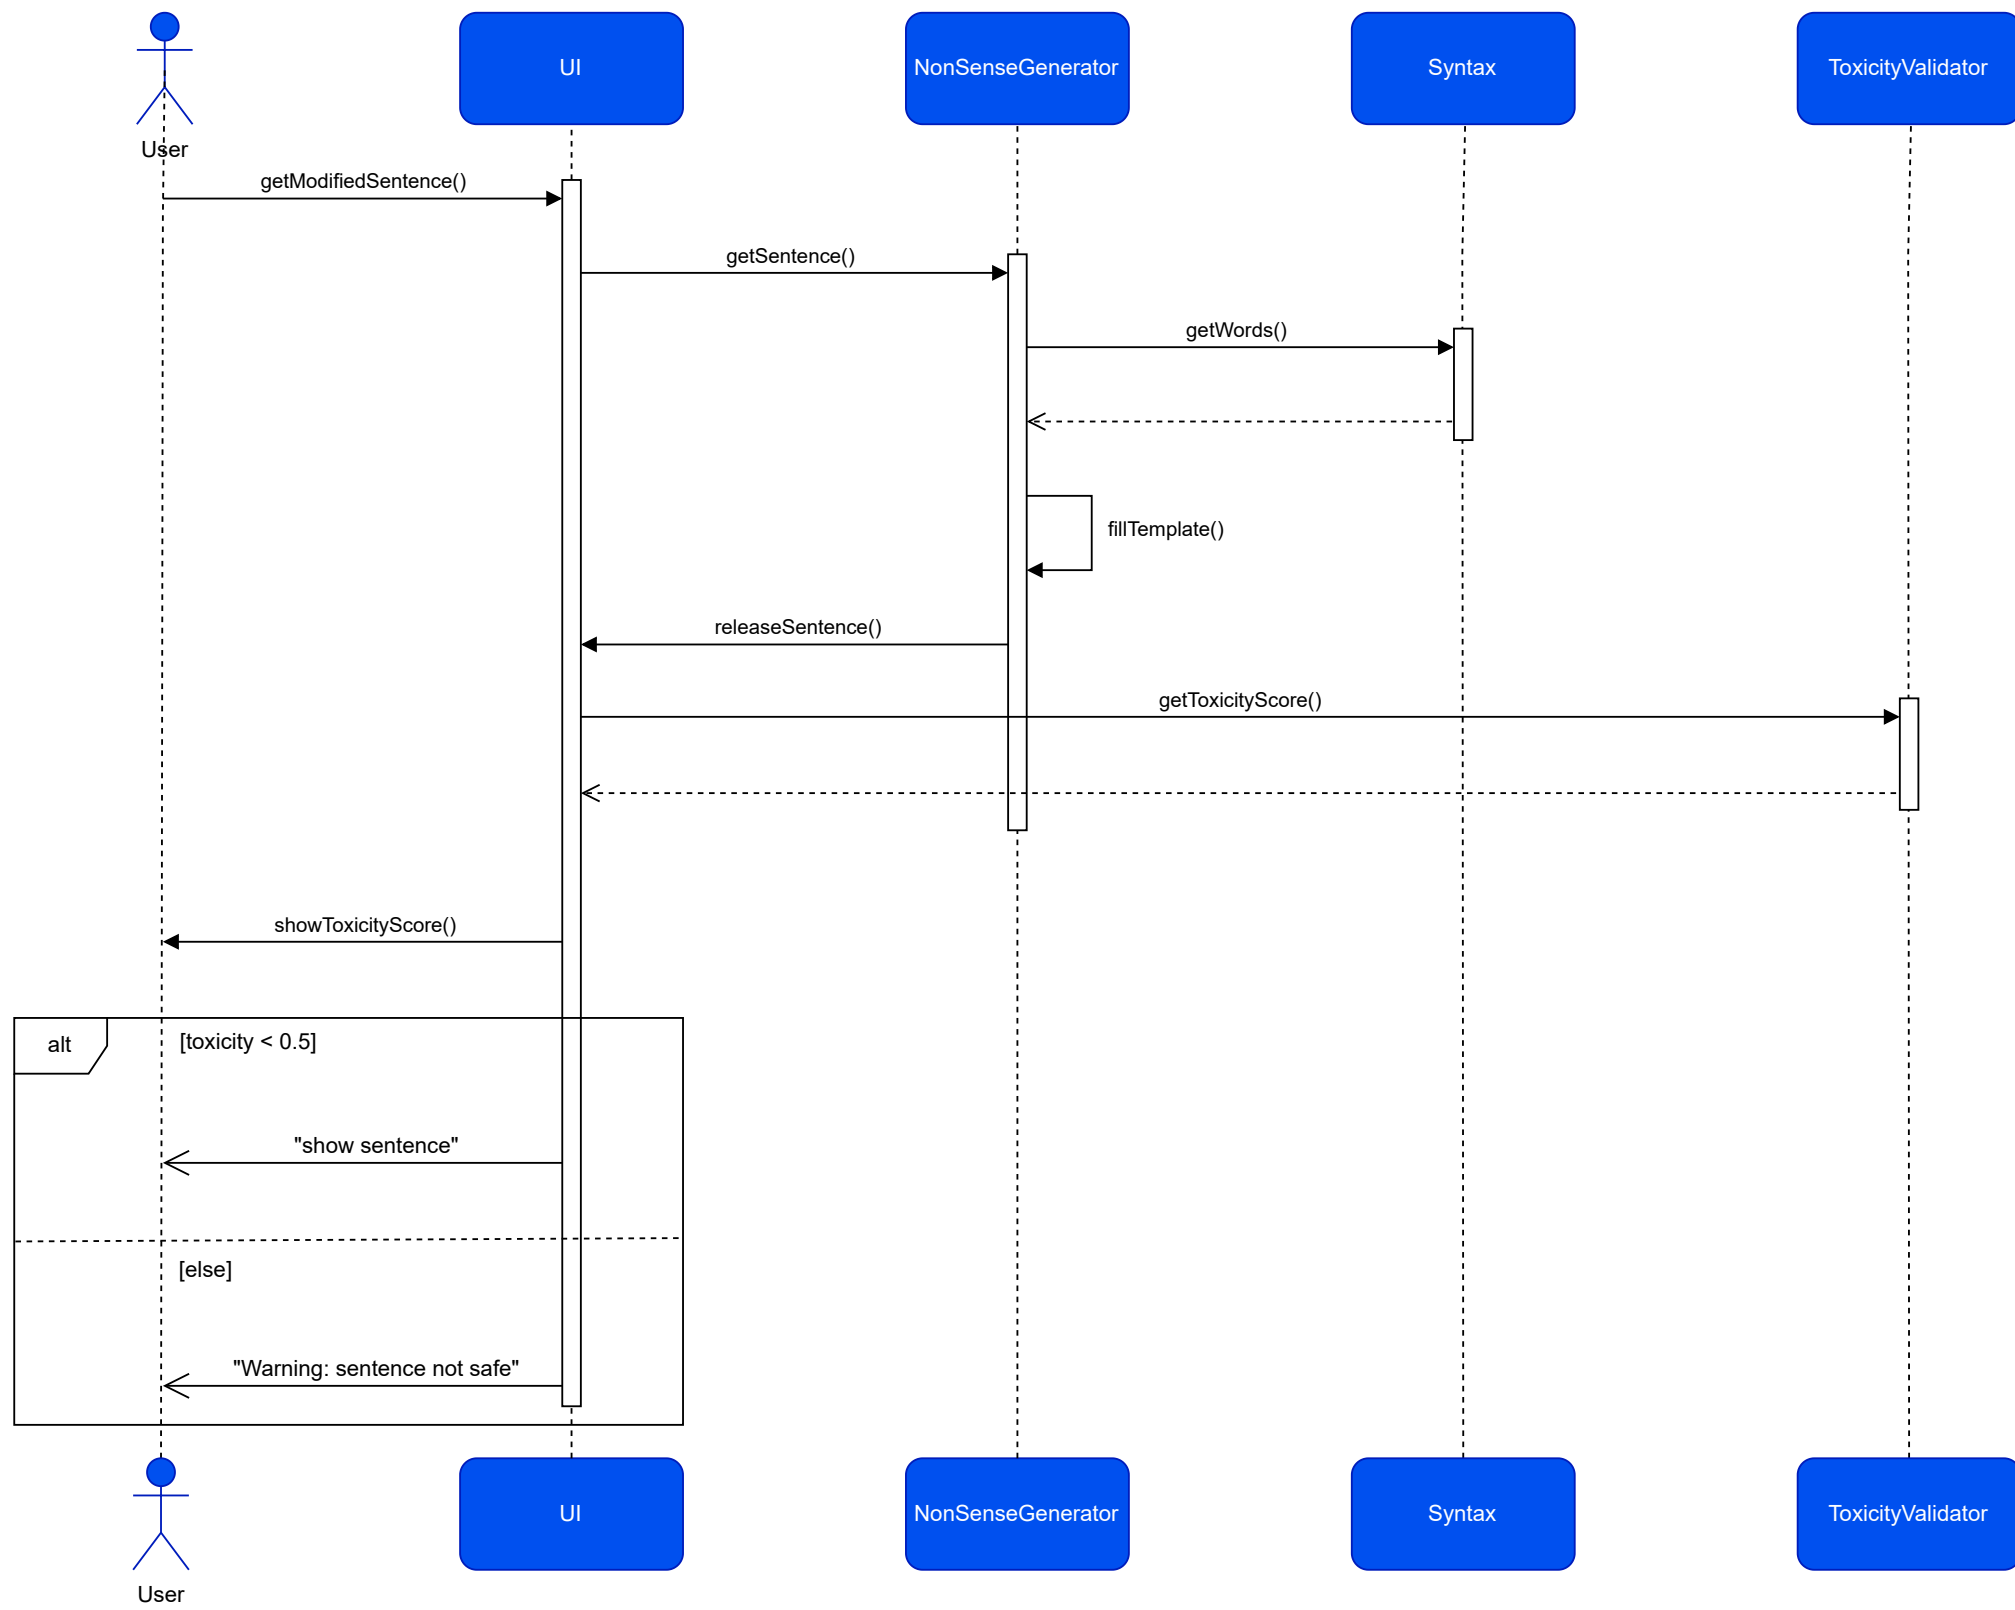 UI
NonSenseGenerator
Syntax
ToxicityValidator
User
getModifiedSentence()
getSentence()
getWords()
fillTemplate()
releaseSentence()
getToxicityScore()
showToxicityScore()
alt
[toxicity < 0.5]
"show sentence"
[else]
"Warning: sentence not safe"
UI
NonSenseGenerator
Syntax
ToxicityValidator
User